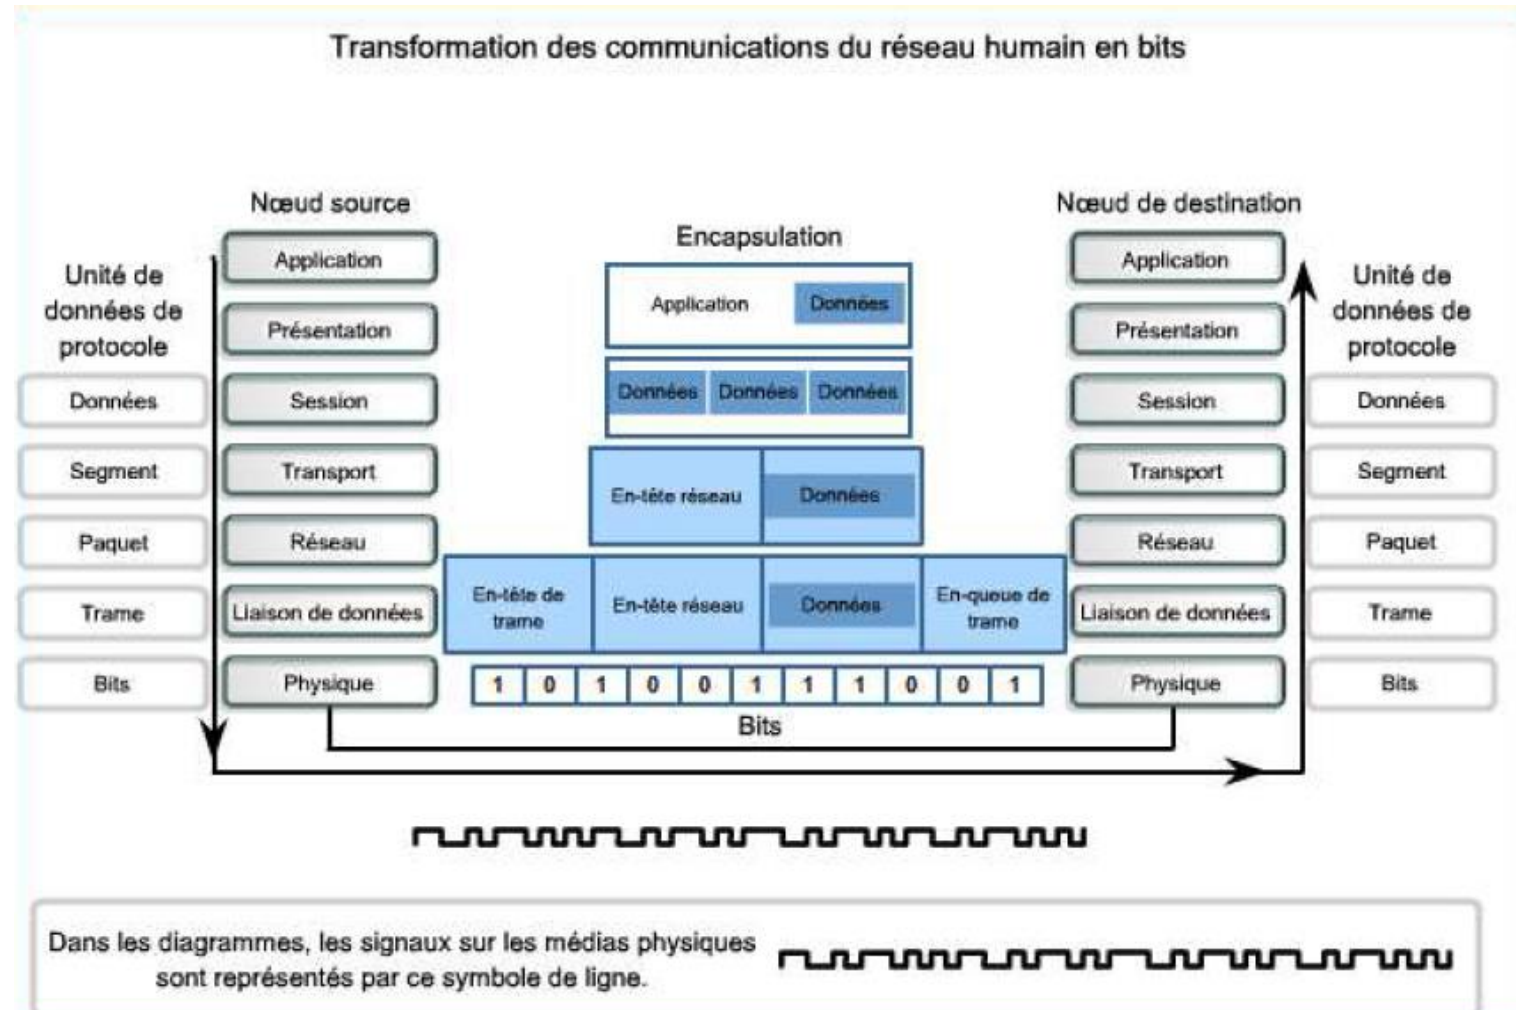 Transformation des communications du réseau humain en bits
Nœud source
Nœud de destination
Encapsulation
Unité de
données de
protocole
Données
Segment
Paquet
Trame
Bits
Application
Présentation
Session
Transport
Réseau
Liaison de données
Physique
Application Données
Données Données Données
En-tête réseau Données
En-tête de
trame
En-tête réseau
Données
En-queue de
trame
1 0 1 0 0 1 1 1 0 0 1
Bits
Application
Présentation
Session
Transport
Réseau
Liaison de données
Physique
Unité de
données de
protocole
Données
Segment
Paquet
Trame
Bits
Dans les diagrammes, les signaux sur les médias physiques
sont représentés par ce symbole de ligne.